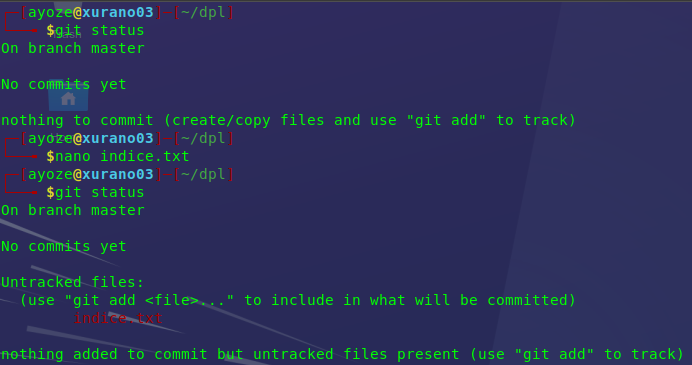 ─[ayoze@xurano03]─[~/dpl]
──── $git status
On branch master
No commits yet
nothing to commit (create/copy files and use "git add" to track)
─[ayoze@xurano03]─[~/dpl]
──── $nano indice.txt
─[ayoze@xurano03]─[~/dpl]
──── $git status
On branch master
No commits yet
Untracked files:
  (use "git add <file>..." to include in what will be committed)
        indice.txt
nothing added to commit but untracked files present (use "git add" to track)